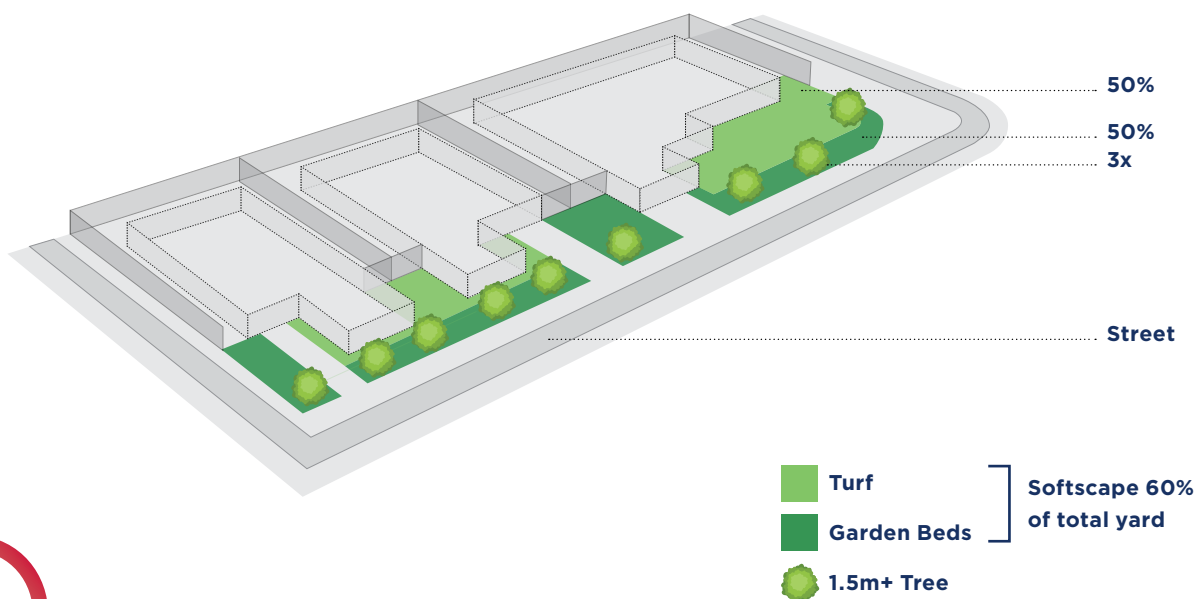 50%
50%
3x
Street
Turf
Garden Beds
Softscape 60%
of total yard
1.5m+ Tree